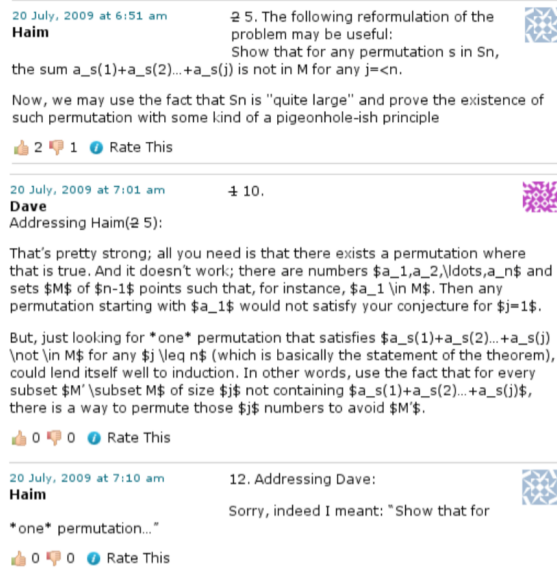 20 July, 2009 at 6:51 am
Haim
2 5. The following reformulation of the
problem may be useful:
Show that for any permutation s in Sn,
the sum a_s(1)+a_s(2)...+a_s(j) is not in M for any j=<n.
Now, we may use the fact that Sn is "quite large" and prove the existence of
such permutation with some kind of a pigeonhole-ish principle
2 1 Rate This
20 July, 2009 at 7:01 am
1 10.
Dave
Addressing Haim(2 5):
That's pretty strong; all you need is that there exists a permutation where
that is true. And it doesn't work; there are numbers $a_1,a_2,\ldots,a_n$ and
sets $M$ of $n-1$ points such that, for instance, $a_1 \in M$. Then any
permutation starting with $a_1$ would not satisfy your conjecture for $j=1$.
But, just looking for *one* permutation that satisfies $a_s(1)+a_s(2)...+a_s(j)
\not \in M$ for any $j \leq n$ (which is basically the statement of the theorem),
could lend itself well to induction. In other words, use the fact that for every
subset $M' \subset M$ of size $j$ not containing $a_s(1)+a_s(2)...+a_s(j)$,
there is a way to permute those $j$ numbers to avoid $M'$.
0 0 Rate This
20 July, 2009 at 7:10 am
Haim
12. Addressing Dave:
Sorry, indeed I meant: "Show that for
*one* permutation..."
0 0 Rate This